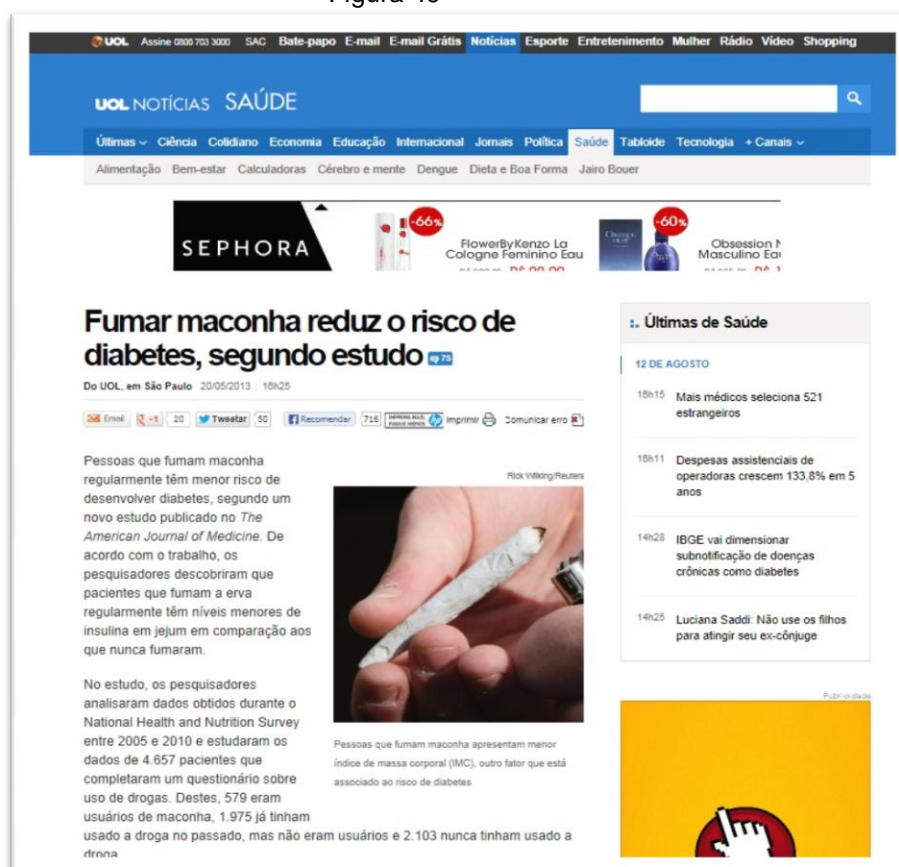 UOL Assine 0800 703 3000 SAC Bate-papo E-mail E-mail Grátis Notícias Esporte Entretenimento Mulher Rádio Vídeo Shopping
UOL NOTÍCIAS SAÚDE
Últimas Ciência Cotidiano Economia Educação Internacional Jornais Política Saúde Tabloide Tecnologia + Canais
Alimentação Bem-estar Calculadoras Cérebro e mente Dengue Dieta e Boa Forma Jairo Bouer
SEPHORA
-66%
FlowerByKenzo La
Cologne Feminino Eau
-60%
Obsession
Masculino Eau
Fumar maconha reduz o risco de
diabetes, segundo estudo 75
Do UOL, em São Paulo 20/05/2013 16h25
Email +1 20 Tweetar 50 Recomendar 716 Imprimir Comunicar erro
Pessoas que fumam maconha
regularmente têm menor risco de
desenvolver diabetes, segundo um
novo estudo publicado no The
American Journal of Medicine. De
acordo com o trabalho, os
pesquisadores descobriram que
pacientes que fumam a erva
regularmente têm níveis menores de
insulina em jejum em comparação aos
que nunca fumaram.
No estudo, os pesquisadores
analisaram dados obtidos durante o
National Health and Nutrition Survey
entre 2005 e 2010 e estudaram os
dados de 4.657 pacientes que
completaram um questionário sobre
uso de drogas. Destes, 579 eram
usuários de maconha, 1.975 já tinham
usado a droga no passado, mas não eram usuários e 2.103 nunca tinham usado a
droga
Rick Wilking/Reuters
Pessoas que fumam maconha apresentam menor
índice de massa corporal (IMC), outro fator que está
associado ao risco de diabetes
:. Últimas de Saúde
12 DE AGOSTO
16h15 Mais médicos seleciona 521
estrangeiros
16h11 Despesas assistenciais de
operadoras crescem 133,8% em 5
anos
14h28 IBGE vai dimensionar
subnotificação de doenças
crônicas como diabetes
14h25 Luciana Saddi: Não use os filhos
para atingir seu ex-cônjuge
Publicidade